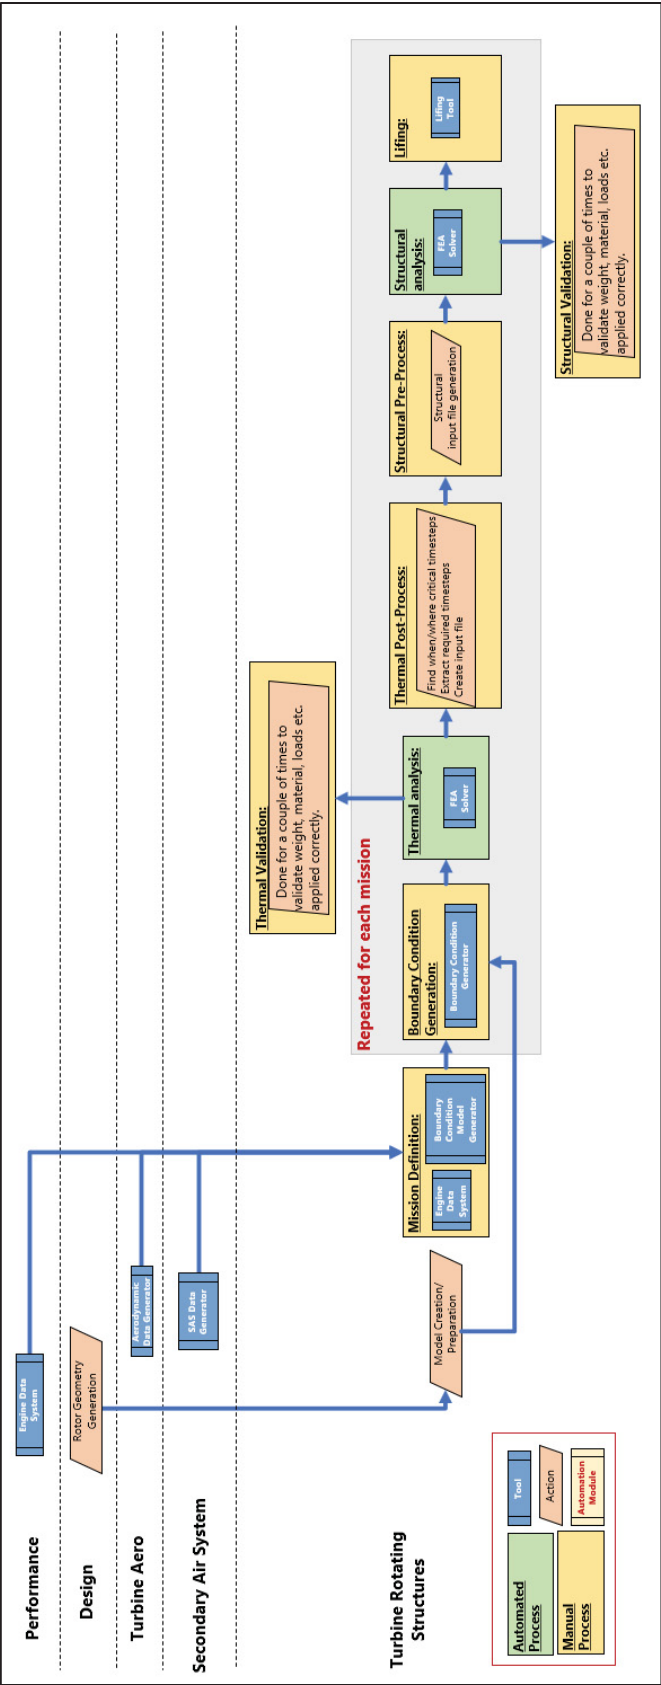 Performance
Engine Data
System
Design
Rotor Geometry
Generation
Turbine Aero
Aerodynamic
Data Generator
Secondary Air System
SAS Data
Generator
Turbine Rotating
Structures
Model Creation/
Preparation
Mission Definition:
Engine
Data
System
Boundary
Condition
Model
Generator
Repeated for each mission
Boundary Condition
Generation:
Boundary Condition
Generator
Thermal analysis:
FEA
Solver
Thermal Validation:
Done for a couple of times to
validate weight, material, loads etc.
applied correctly.
Thermal Post-Process:
Find when/where critical timesteps
Extract required timesteps
Create input file
Structural Pre-Process:
Structural
input file generation
Structural
analysis:
FEA
Solver
Lifing:
Lifing
Tool
Structural Validation:
Done for a couple of times to
validate weight, material, loads etc.
applied correctly.
Automated
Process
Manual
Process
Tool
Action
Automation
Module